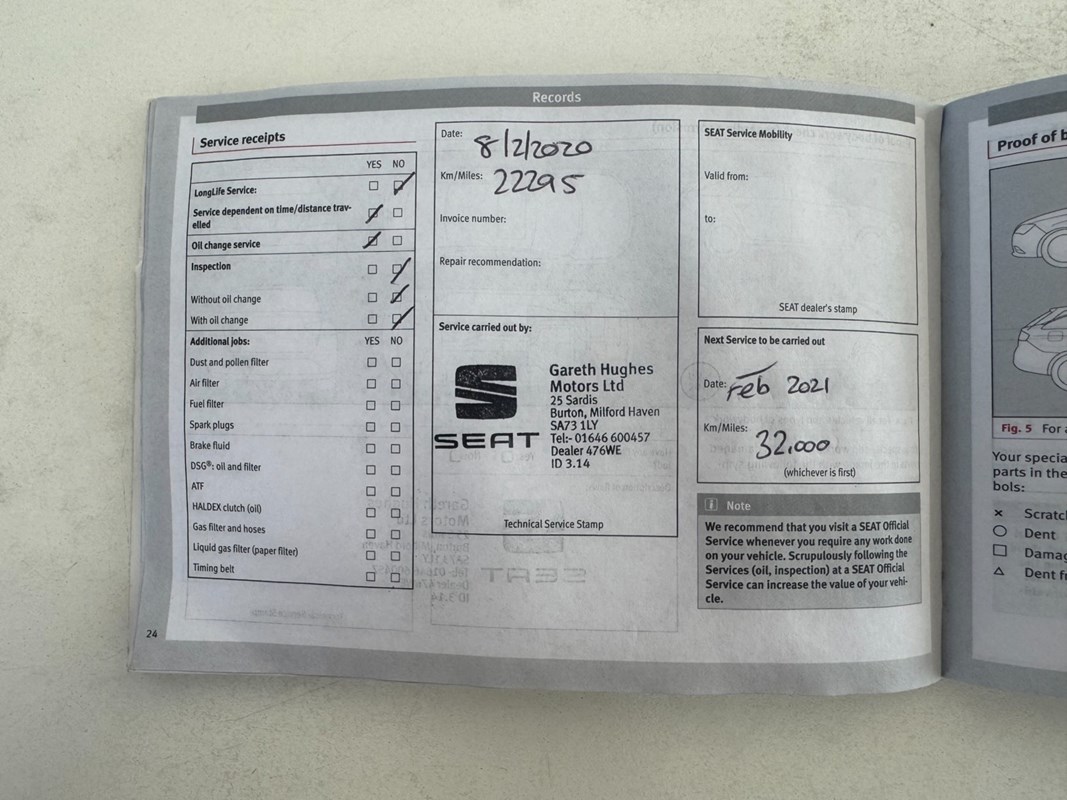 Records
Service receipts
YES NO
LongLife Service:
Service dependent on time/distance trav-
elled
Oil change service
Inspection
Without oil change
With oil change
Additional jobs: YES NO
Dust and pollen filter
Air filter
Fuel filter
Spark plugs
Brake fluid
DSG®: oil and filter
ATF
HALDEX clutch (oil)
Gas filter and hoses
Liquid gas filter (paper filter)
Timing belt
24
Date: 8/2/2020
Km/Miles: 22295
Invoice number:
Repair recommendation:
Service carried out by:
SEAT
Gareth Hughes
Motors Ltd
25 Sardis
Burton, Milford Haven
SA73 1LY
Tel:- 01646 600457
Dealer 476WE
ID 3.14
Technical Service Stamp
SEAT Service Mobility
Valid from:
to:
SEAT dealer's stamp
Next Service to be carried out
Date: Feb 2021
Km/Miles: 32,000
(whichever is first)
Note
We recommend that you visit a SEAT Official
Service whenever you require any work done
on your vehicle. Scrupulously following the
Services (oil, inspection) at a SEAT Official
Service can increase the value of your vehi-
cle.
Proof of b
Fig. 5 For a
Your specia
parts in the
bols:
× Scratc
Dent
Damag
Dent fr